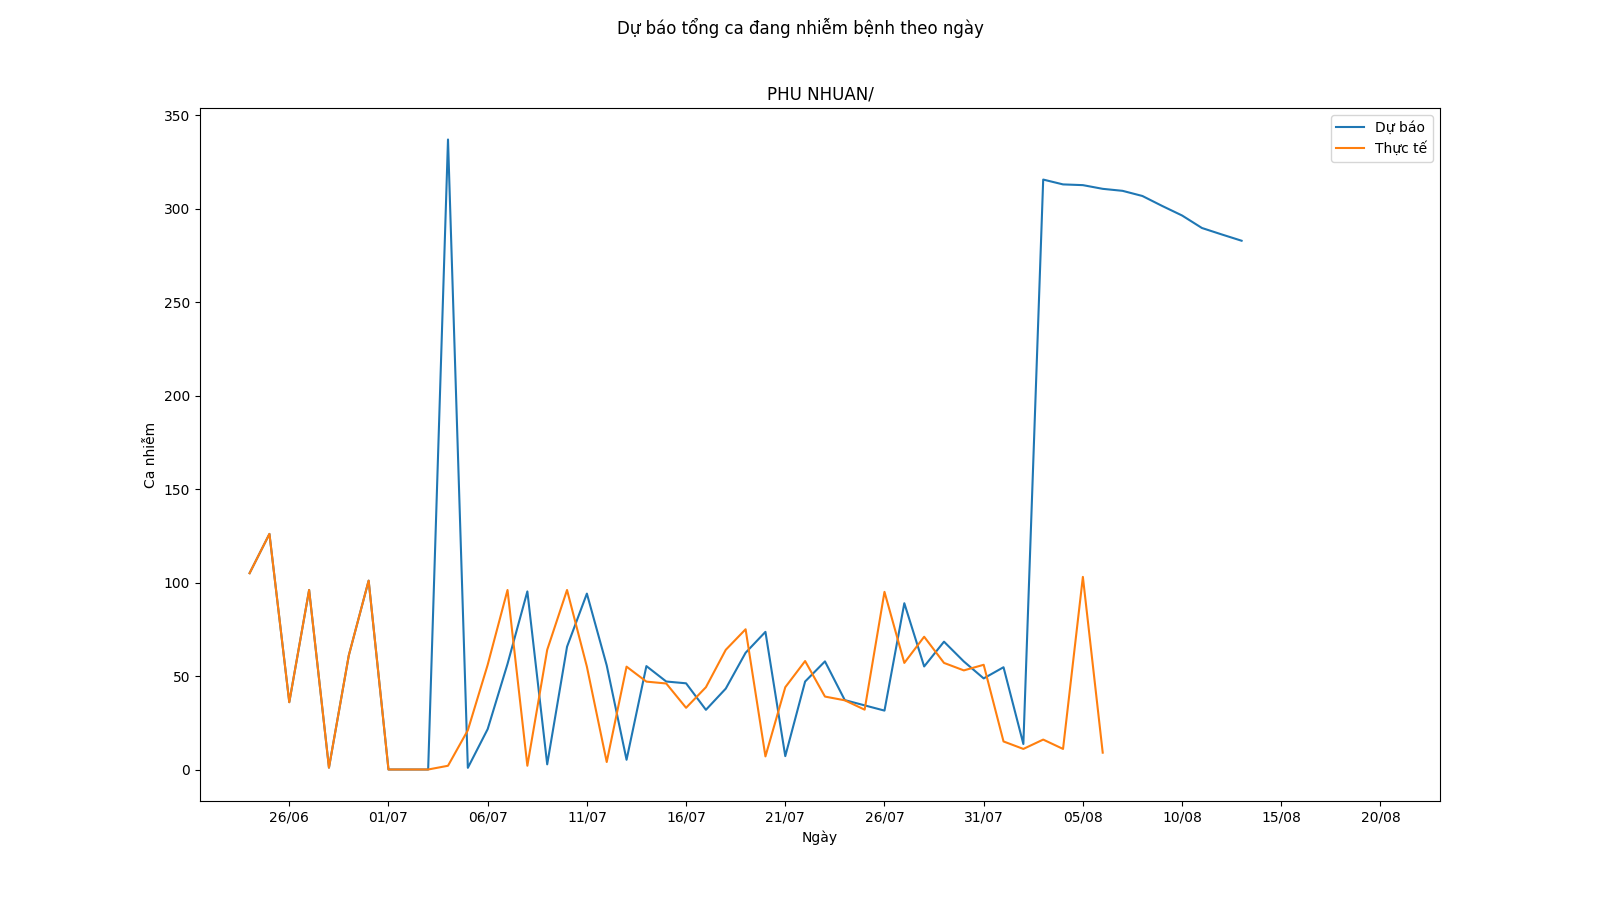 Dự báo tổng ca đang nhiễm bệnh theo ngày
PHU NHUAN/
Dự báo
Thực tế
350
300
250
200
150
100
50
0
Ca nhiễm
26/06 01/07 06/07 11/07 16/07 21/07 26/07 31/07 05/08 10/08 15/08 20/08
Ngày